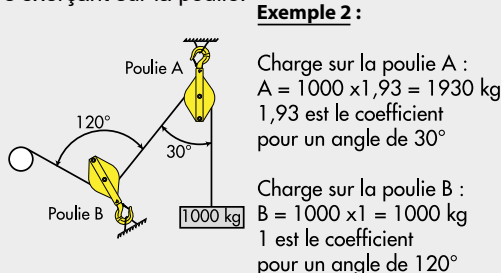 s'exerçant sur la poulie.
Exemple 2 :
Poulie A
120°
30°
Poulie B
1000 kg
Charge sur la poulie A :
A = 1000 x1,93 = 1930 kg
1,93 est le coefficient
pour un angle de 30°
Charge sur la poulie B :
B = 1000 x1 = 1000 kg
1 est le coefficient
pour un angle de 120°